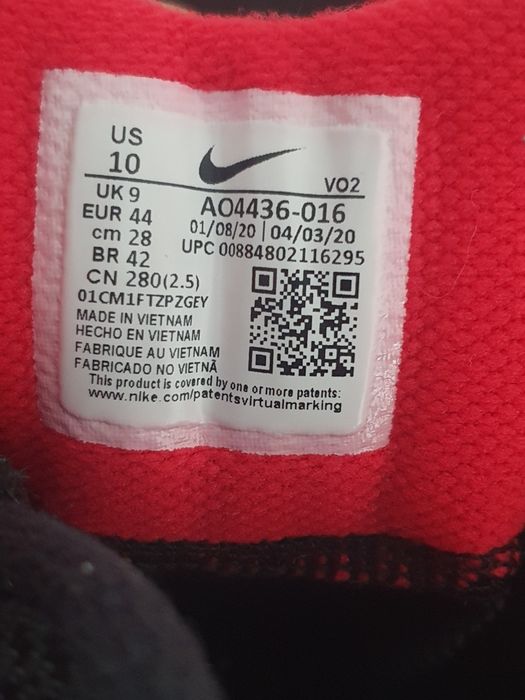 US
10
VO2
UK 9
EUR 44
cm 28
BR 42
CN 280(2.5)
AO4436-016
01/08/20 | 04/03/20
UPC 00884802116295
01CM1FTZPZGEY
MADE IN VIETNAM
HECHO EN VIETNAM
FABRIQUE AU VIETNAM
FABRICADO NO VIETNÃ
This product is covered by one or more patents:
www.nike.com/patentsvirtualmarking